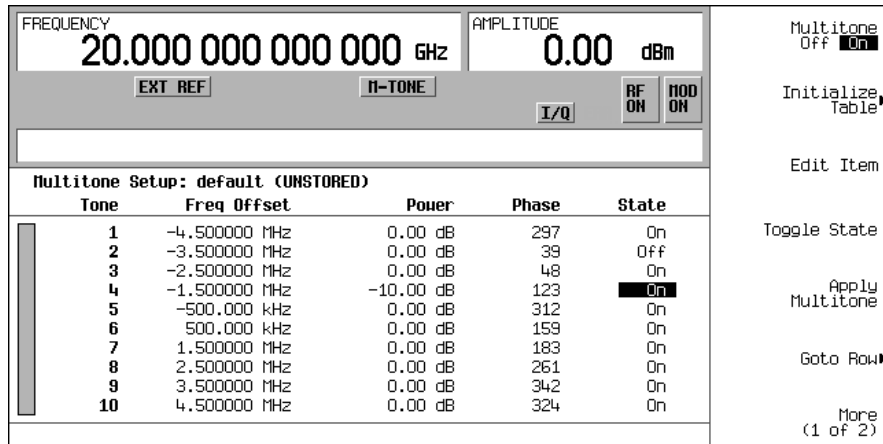 FREQUENCY
20.000 000 000 000 GHz
AMPLITUDE
0.00 dBm
EXT REF
M-TONE
I/Q
RF ON
MOD ON
Multitone Setup: default (UNSTORED)
Tone Freq Offset Power Phase State
1 -4.500000 MHz 0.00 dB 297 On
2 -3.500000 MHz 0.00 dB 39 Off
3 -2.500000 MHz 0.00 dB 48 On
4 -1.500000 MHz -10.00 dB 123 On
5 -500.000 kHz 0.00 dB 312 On
6 500.000 kHz 0.00 dB 159 On
7 1.500000 MHz 0.00 dB 183 On
8 2.500000 MHz 0.00 dB 261 On
9 3.500000 MHz 0.00 dB 342 On
10 4.500000 MHz 0.00 dB 324 On
Multitone
Off On
Initialize
Table
Edit Item
Toggle State
Apply
Multitone
Goto Row
More
(1 of 2)